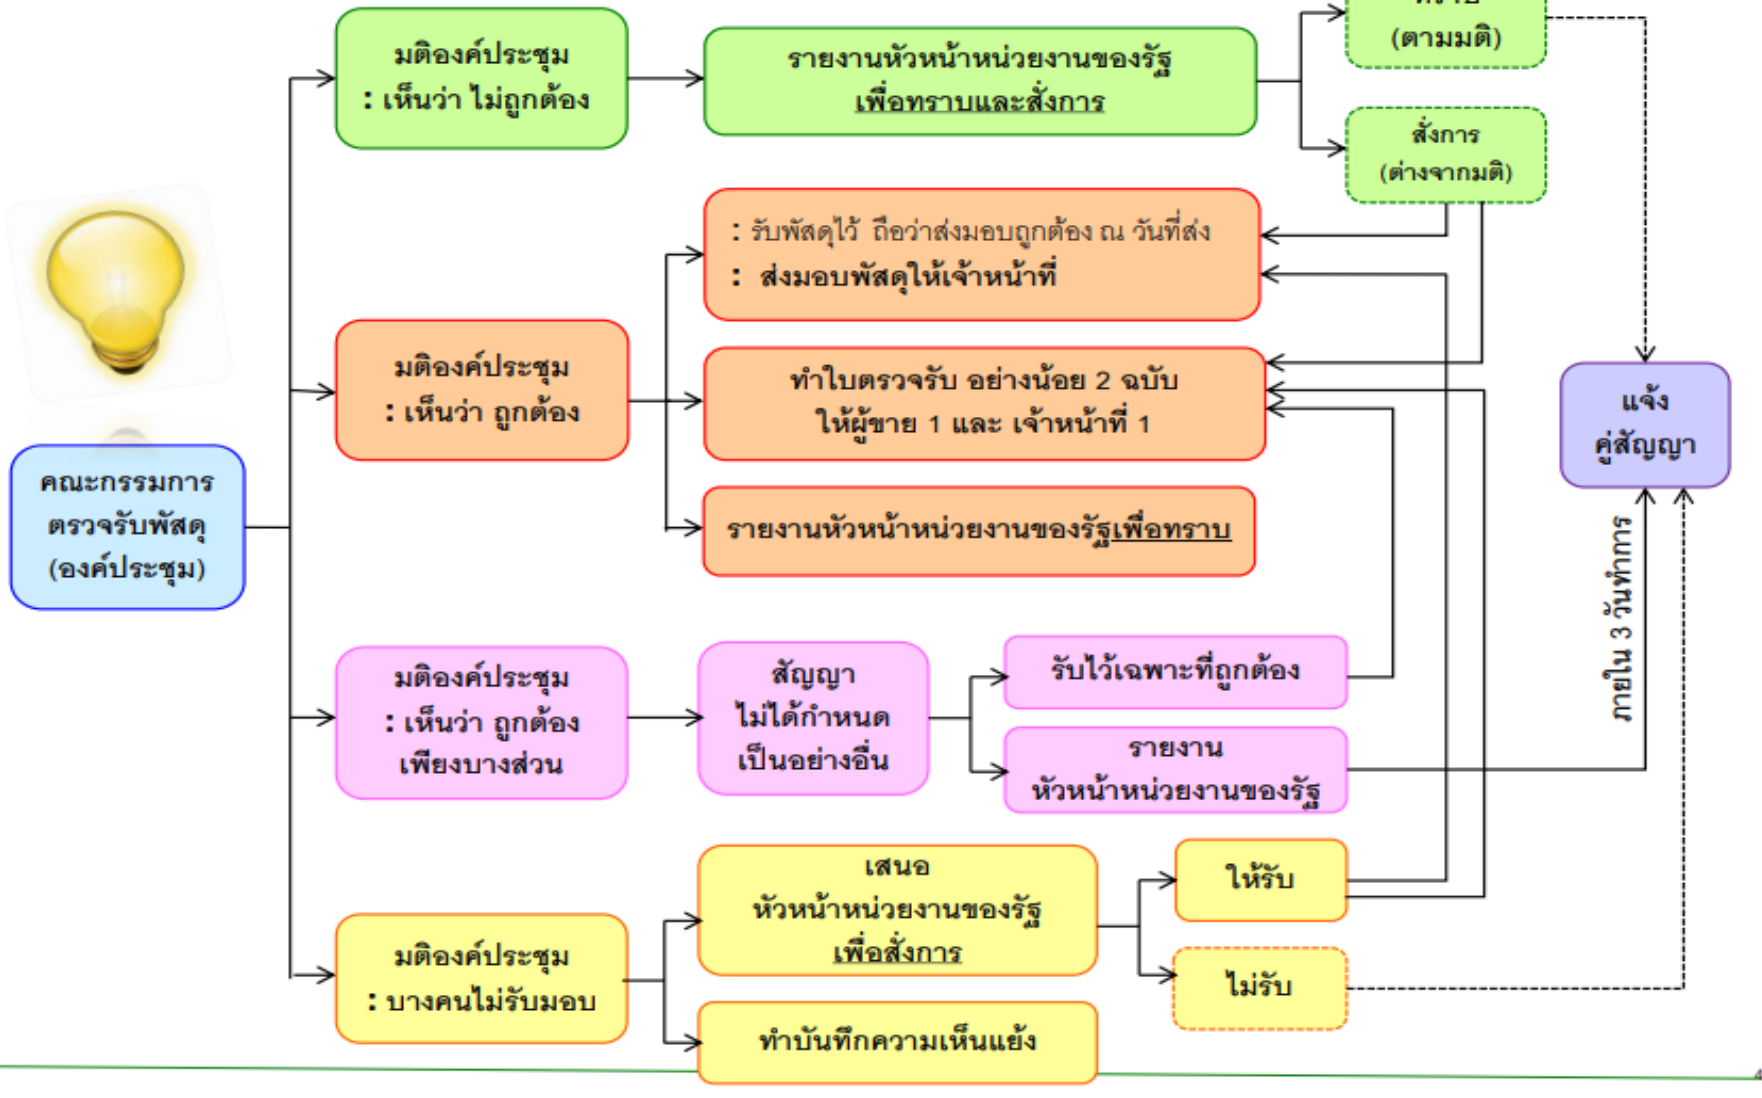 (ตามมติ)
มติองค์ประชุม
: เห็นว่า ไม่ถูกต้อง
รายงานหัวหน้าหน่วยงานของรัฐ
เพื่อทราบและสั่งการ
สั่งการ
(ต่างจากมติ)
: รับพัสดุไว้ ถือว่าส่งมอบถูกต้อง ณ วันที่ส่ง
: ส่งมอบพัสดุให้เจ้าหน้าที่
มติองค์ประชุม
: เห็นว่า ถูกต้อง
ทำใบตรวจรับ อย่างน้อย 2 ฉบับ
ให้ผู้ขาย 1 และ เจ้าหน้าที่ 1
แจ้ง
คู่สัญญา
คณะกรรมการ
ตรวจรับพัสดุ
(องค์ประชุม)
รายงานหัวหน้าหน่วยงานของรัฐเพื่อทราบ
ภายใน 3 วันทำการ
มติองค์ประชุม
: เห็นว่า ถูกต้อง
เพียงบางส่วน
สัญญา
ไม่ได้กำหนด
เป็นอย่างอื่น
รับไว้เฉพาะที่ถูกต้อง
รายงาน
หัวหน้าหน่วยงานของรัฐ
เสนอ
หัวหน้าหน่วยงานของรัฐ
เพื่อสั่งการ
ให้รับ
มติองค์ประชุม
: บางคนไม่รับมอบ
ไม่รับ
ทำบันทึกความเห็นแย้ง